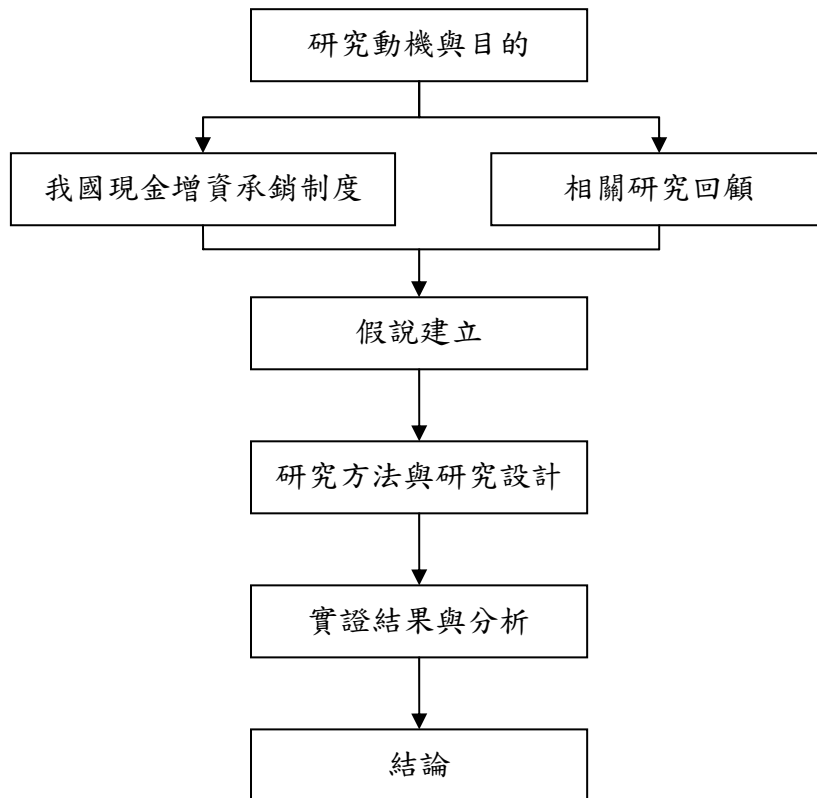 研究動機與目的
我國現金增資承銷制度
相關研究回顧
假說建立
研究方法與研究設計
實證結果與分析
結論